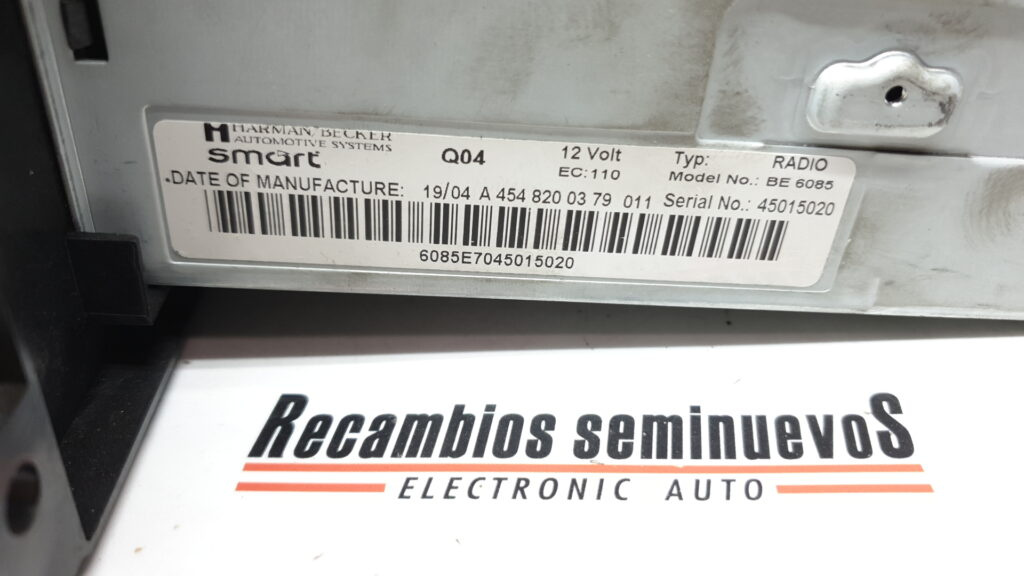 HARMAN/BECKER
AUTOMOTIVE SYSTEMS
smart Q04 12 Volt Typ: RADIO
EC:110 Model No.: BE 6085
.DATE OF MANUFACTURE: 19/04 A 454 820 03 79 011 Serial No.: 45015020
6085E7045015020
Recambios seminuevoS
ELECTRONIC AUTO